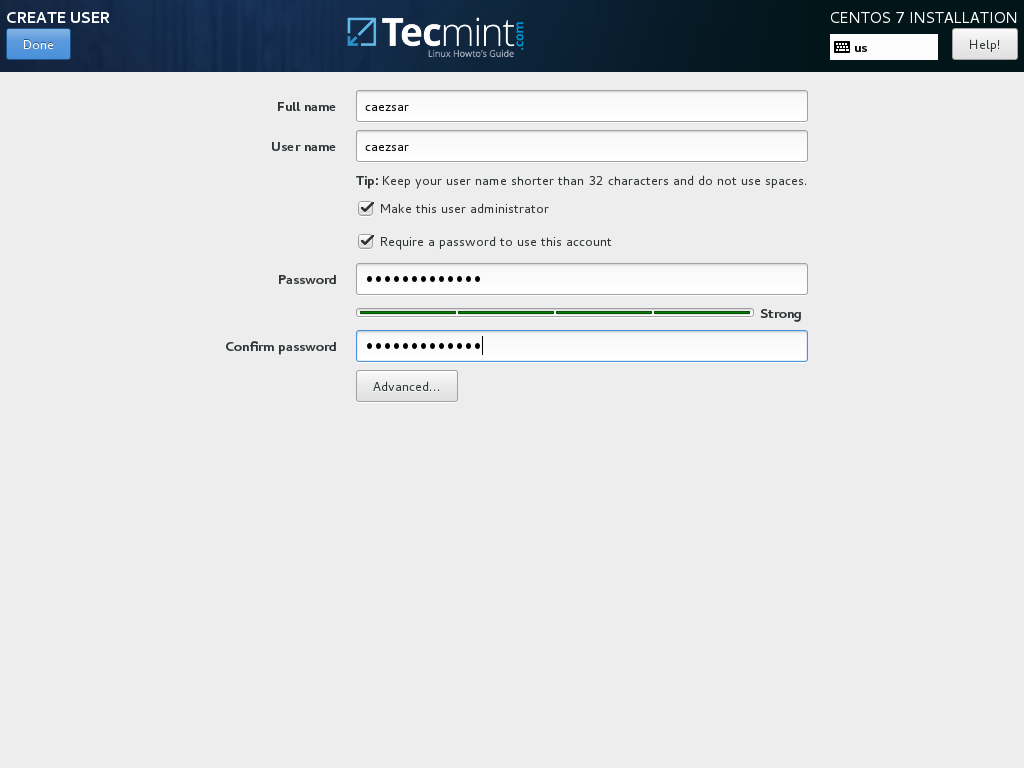 CREATE USER
Done
Tecmint.com
Linux Howto's Guide
CENTOS 7 INSTALLATION
us
Help!
Full name
caezsar
User name
caezsar
Tip: Keep your user name shorter than 32 characters and do not use spaces.
Make this user administrator
Require a password to use this account
Password
•••••••••••••
Strong
Confirm password
•••••••••••••
Advanced...